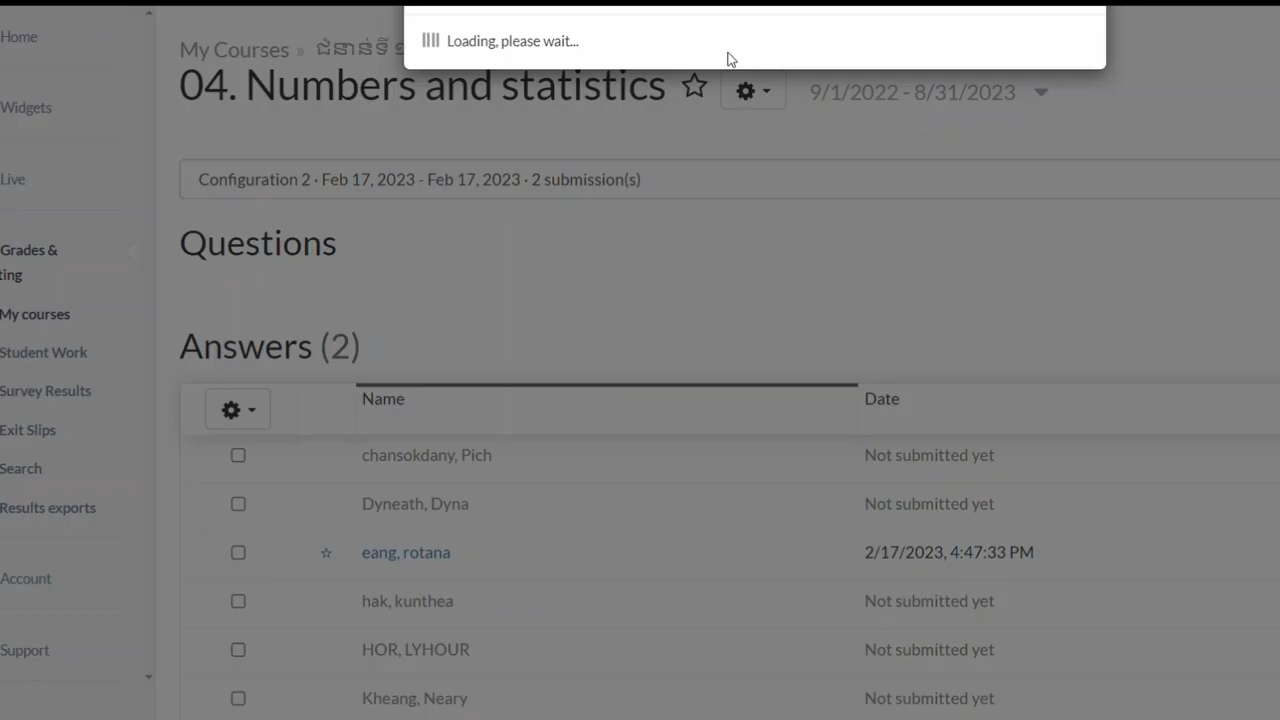 Loading, please wait...
Home
Widgets
Live
Grades &
ting
My courses
Student Work
Survey Results
Exit Slips
Search
Results exports
Account
Support
My Courses » ជំនាន់ទី
04. Numbers and statistics
9/1/2022 - 8/31/2023
Configuration 2 · Feb 17, 2023 - Feb 17, 2023 · 2 submission(s)
Questions
Answers (2)
Name Date
chansokdany, Pich Not submitted yet
Dyneath, Dyna Not submitted yet
eang, rotana 2/17/2023, 4:47:33 PM
hak, kunthea Not submitted yet
HOR, LYHOUR Not submitted yet
Kheang, Neary Not submitted yet